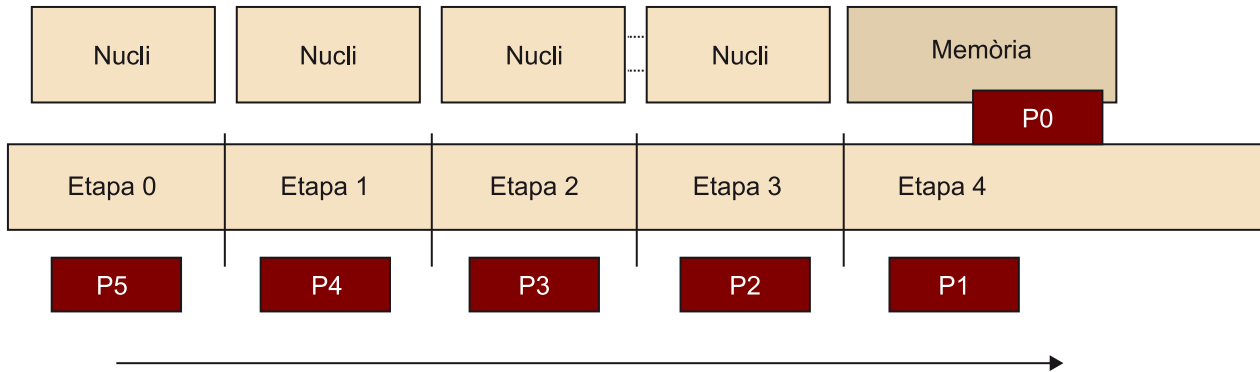 Nucli
Nucli
Nucli
Nucli
Memòria
P0
Etapa 0
Etapa 1
Etapa 2
Etapa 3
Etapa 4
P5
P4
P3
P2
P1